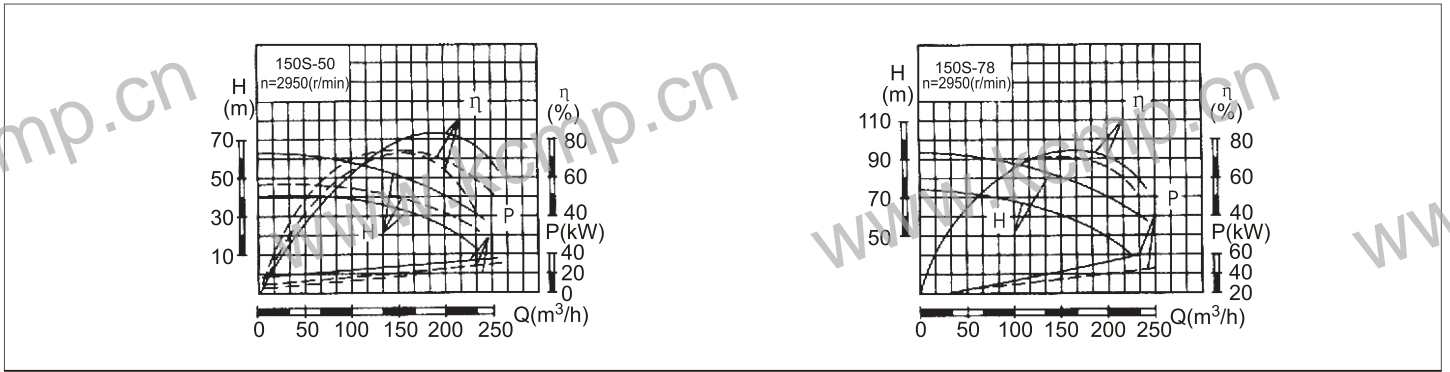 150S-50
n=2950(r/min)
H
(m)
70
50
30
10
η
H
P
η
(%)
80
60
40
P(kW)
40
20
0
0 50 100 150 200 250
Q(m³/h)
150S-78
n=2950(r/min)
H
(m)
110
90
70
50
η
H
P
η
(%)
80
60
40
P(kW)
60
40
20
0 50 100 150 200 250
Q(m³/h)
mp.cn
www.kcmp.cn
www.kcmp.cn
ww